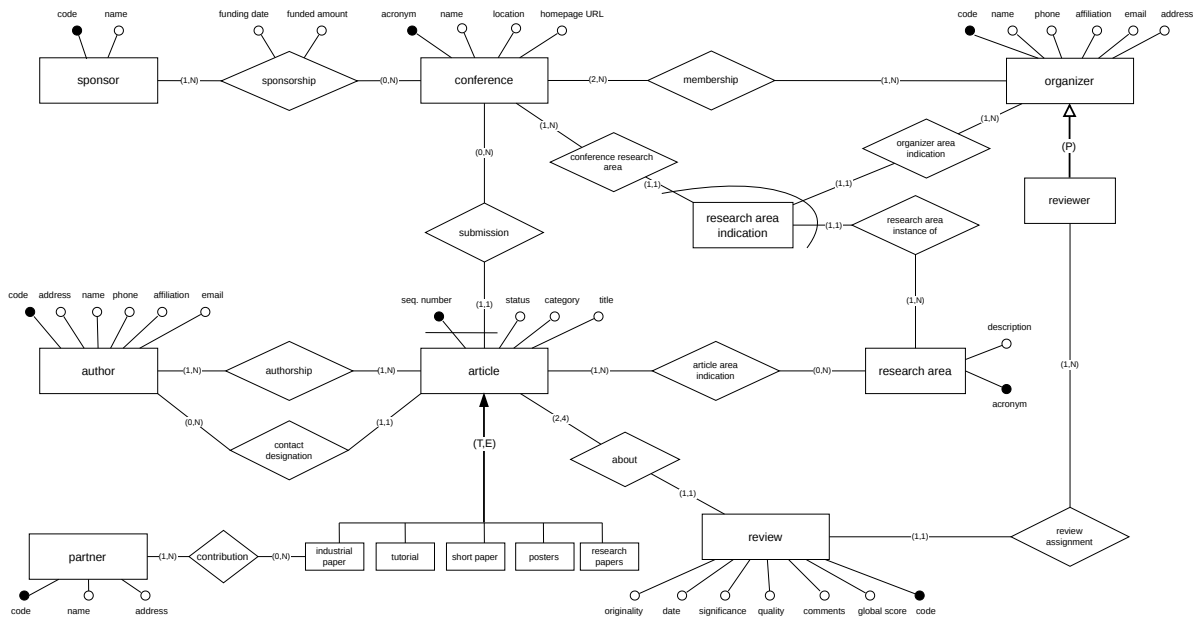 code
name
funding date
funded amount
acronym
name
location
homepage URL
code
name
phone
affiliation
email
address
sponsor
(1,N)
sponsorship
(0,N)
conference
(2,N)
membership
(1,N)
organizer
(1,N)
(1,N)
(0,N)
conference research
area
organizer area
indication
(P)
(1,1)
(1,1)
reviewer
research area
indication
(1,1)
research area
instance of
submission
code
address
name
phone
affiliation
email
seq. number
(1,1)
status
category
title
(1,N)
description
author
(1,N)
authorship
(1,N)
article
(1,N)
article area
indication
(0,N)
research area
(1,N)
acronym
(0,N)
(1,1)
(2,4)
contact
designation
(T,E)
about
(1,1)
partner
(1,N)
contribution
(0,N)
industrial
paper
tutorial
short paper
posters
research
papers
review
(1,1)
review
assignment
code
name
address
originality
date
significance
quality
comments
global score
code